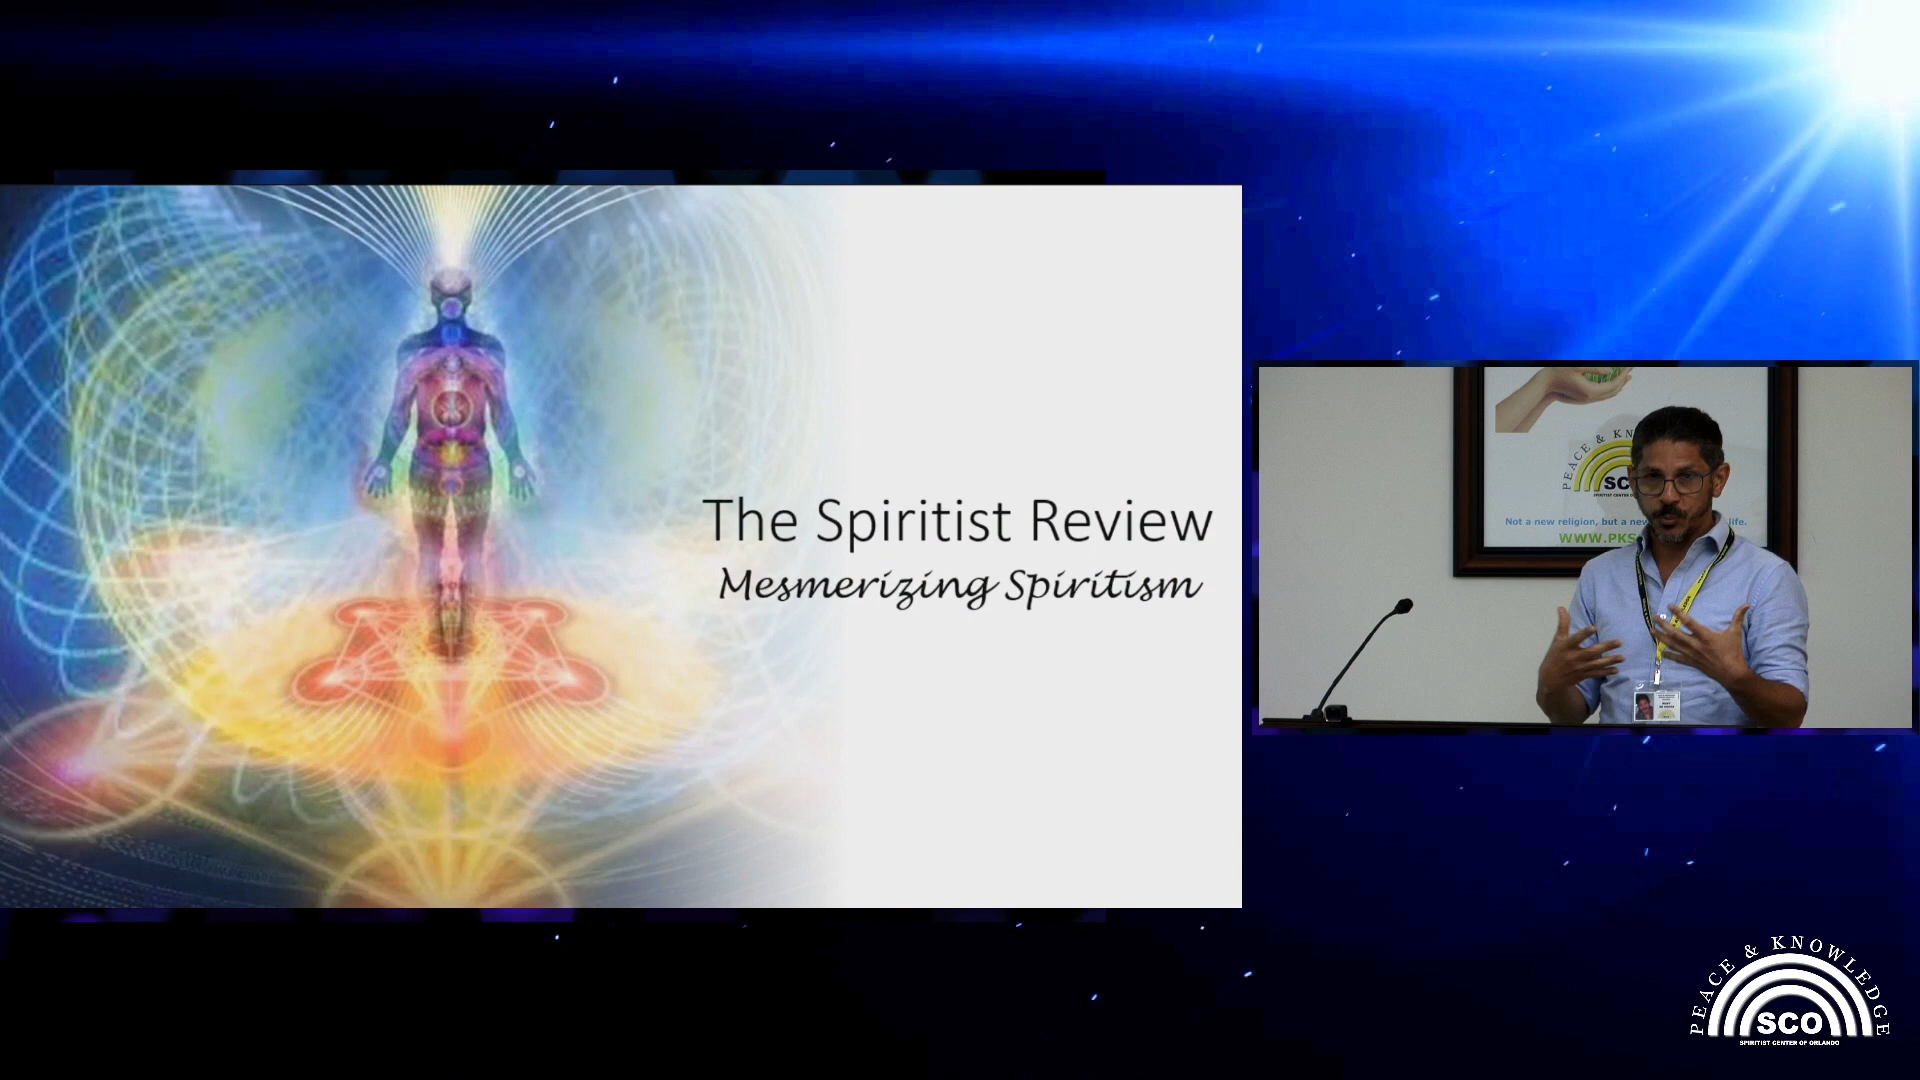 The Spiritist Review
Mesmerizing Spiritism
PEACE & KN
SC
Not a new religion, but a new
life.
WWW.PKS
PEACE & KNOWLEDGE
SCO
SPIRITIST CENTER OF ORLANDO